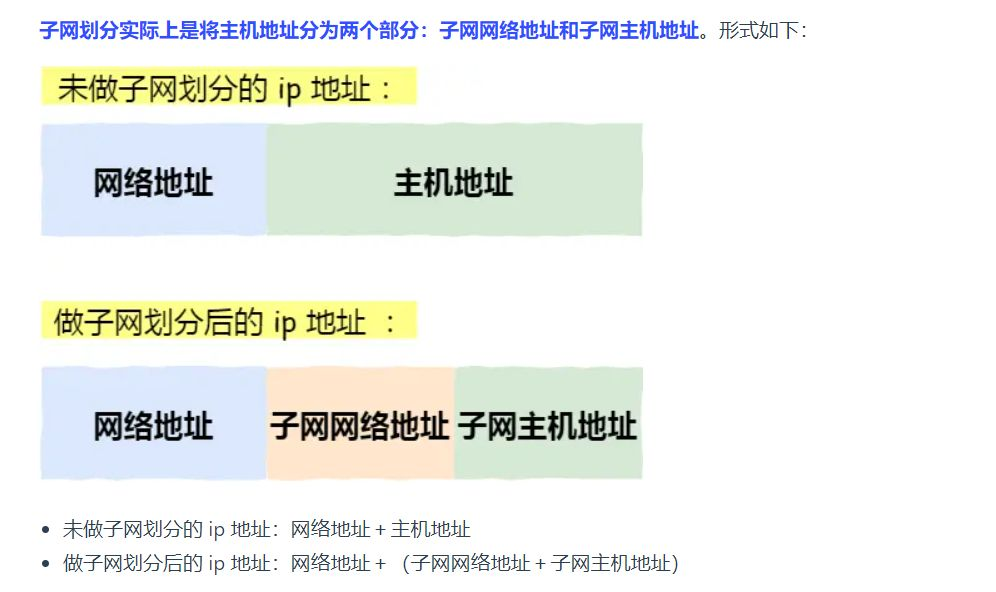 子网划分实际上是将主机地址分为两个部分：子网网络地址和子网主机地址。形式如下：
未做子网划分的 ip 地址：
网络地址 主机地址
做子网划分后的 ip 地址 ：
网络地址 子网网络地址 子网主机地址
• 未做子网划分的 ip 地址：网络地址＋主机地址
• 做子网划分后的 ip 地址：网络地址＋（子网网络地址＋子网主机地址）